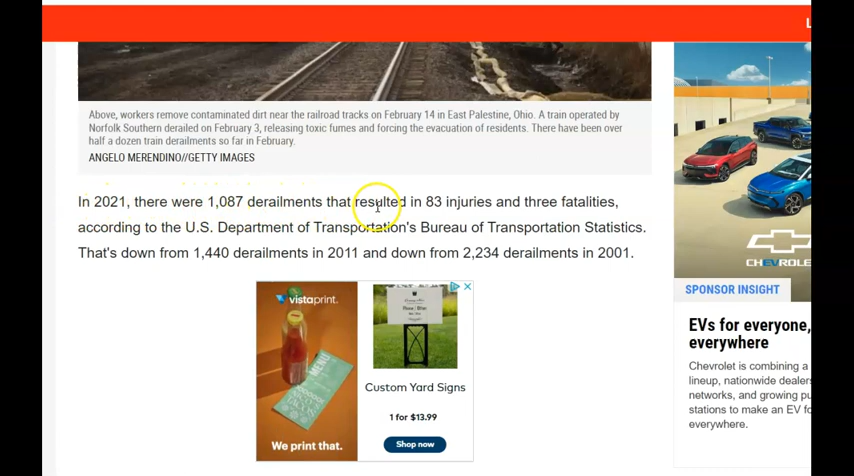 L
Above, workers remove contaminated dirt near the railroad tracks on February 14 in East Palestine, Ohio. A train operated by
Norfolk Southern derailed on February 3, releasing toxic fumes and forcing the evacuation of residents. There have been over
half a dozen train derailments so far in February.
ANGELO MERENDINO//GETTY IMAGES
In 2021, there were 1,087 derailments that resulted in 83 injuries and three fatalities,
according to the U.S. Department of Transportation's Bureau of Transportation Statistics.
That's down from 1,440 derailments in 2011 and down from 2,234 derailments in 2001.
vistaprint.
MENU
We print that.
Custom Yard Signs
1 for $13.99
Shop now
CHEVROLE
SPONSOR INSIGHT
EVs for everyone,
everywhere
Chevrolet is combining a
lineup, nationwide dealers
networks, and growing pu
stations to make an EV fo
everywhere.